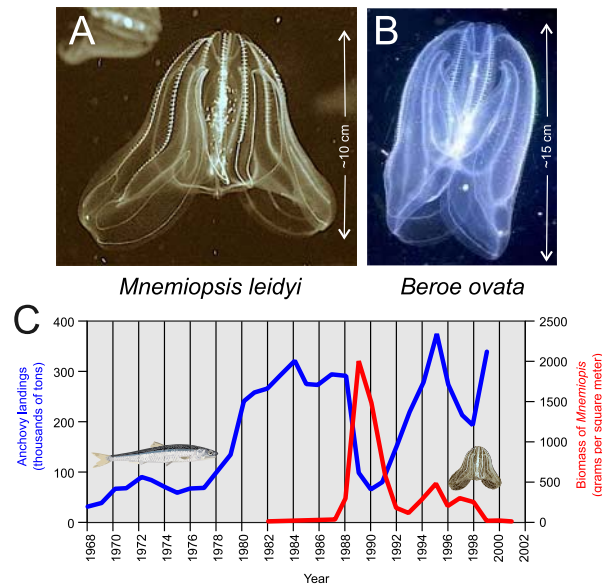 A
~10 cm
B
~15 cm
Mnemiopsis leidyi
Beroe ovata
C
Anchovy landings
(thousands of tons)
400
300
200
100
0
2500
2000
1500
1000
500
0
Biomass of Mnemiopsis
(grams per square meter)
1968
1970
1972
1974
1976
1978
1980
1982
1984
1986
1988
1990
1992
1994
1996
1998
2000
2002
Year